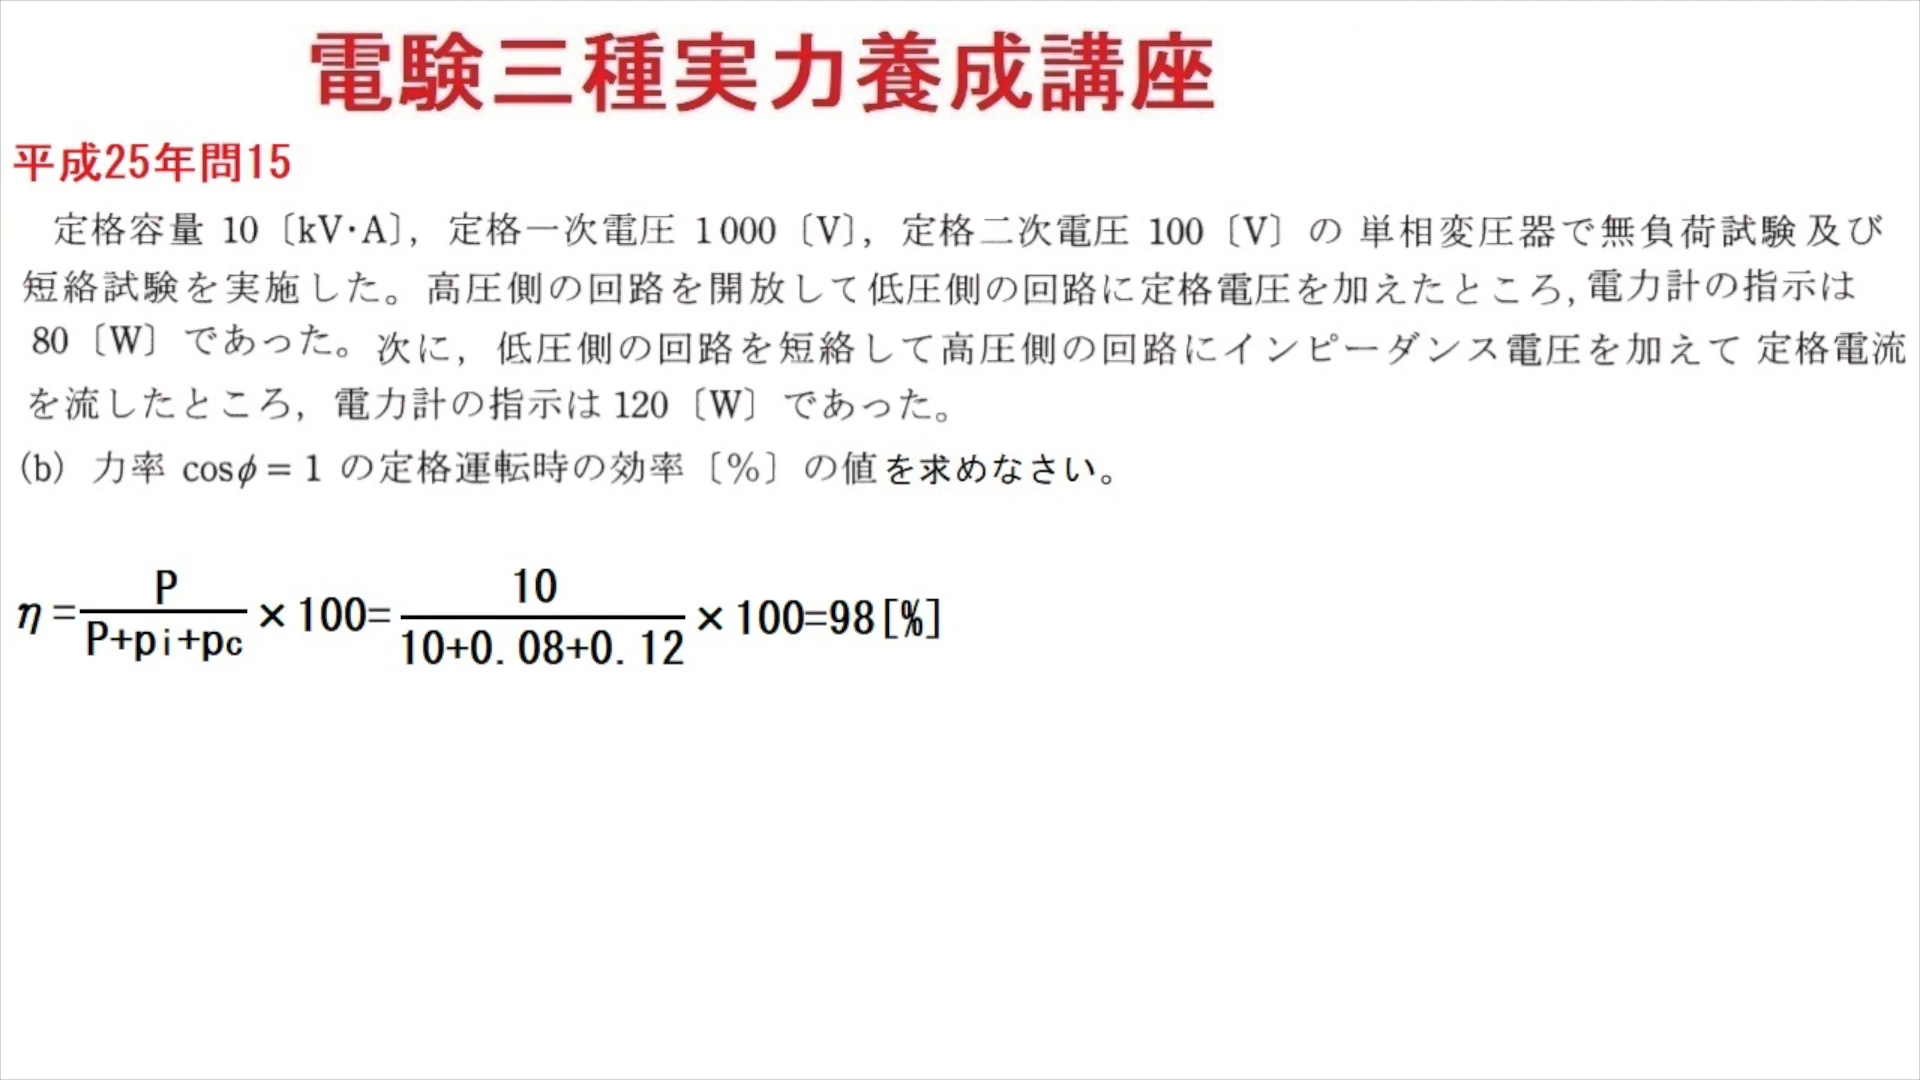 電験三種実力養成講座
平成25年問15
定格容量 10〔kV・A〕，定格一次電圧 1000〔V〕，定格二次電圧 100〔V〕の 単相変圧器で無負荷試験及び
短絡試験を実施した。高圧側の回路を開放して低圧側の回路に定格電圧を加えたところ,電力計の指示は
80〔W〕であった。次に，低圧側の回路を短絡して高圧側の回路にインピーダンス電圧を加えて 定格電流
を流したところ，電力計の指示は 120〔W〕であった。
(b) 力率 cosϕ = 1 の定格運転時の効率〔%〕の値を求めなさい。
η = P / (P+pi+pc) × 100= 10 / (10+0.08+0.12) × 100=98[%]